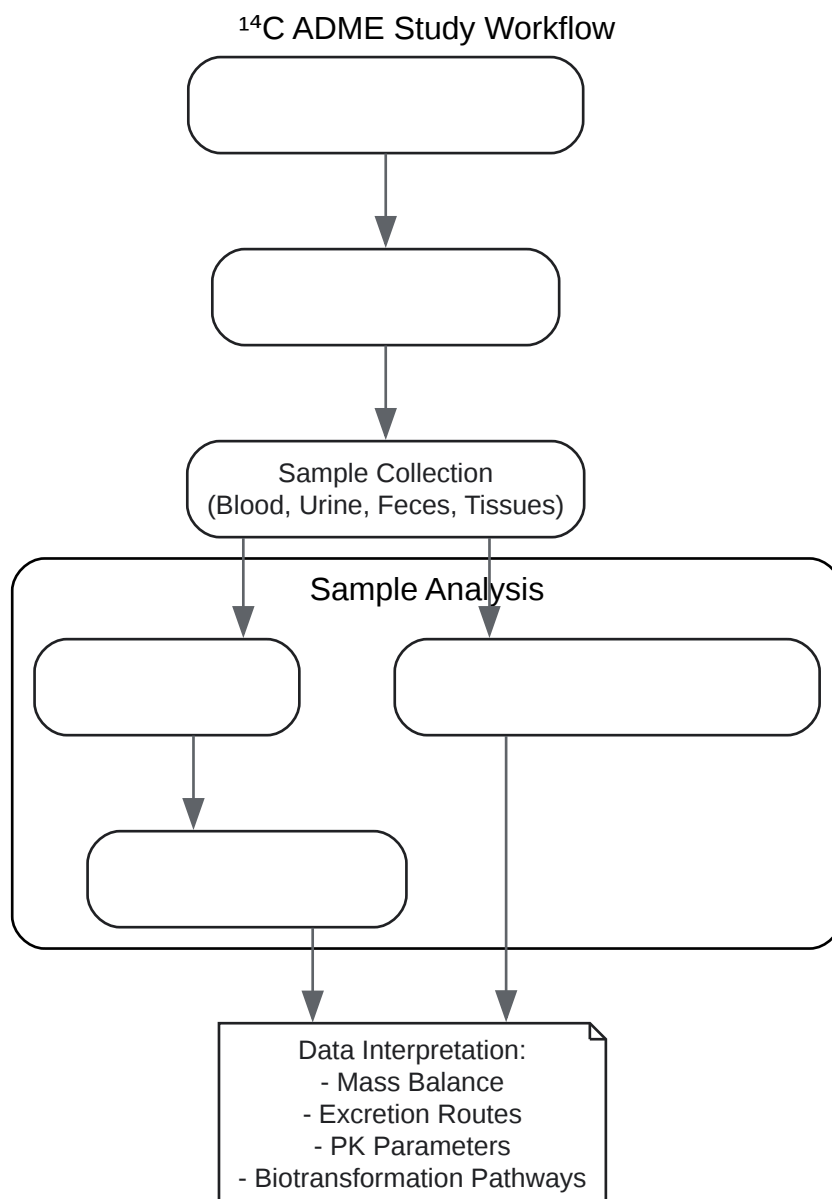 ¹⁴C ADME Study Workflow
Sample Collection
(Blood, Urine, Feces, Tissues)
Sample Analysis
Data Interpretation:
- Mass Balance
- Excretion Routes
- PK Parameters
- Biotransformation Pathways